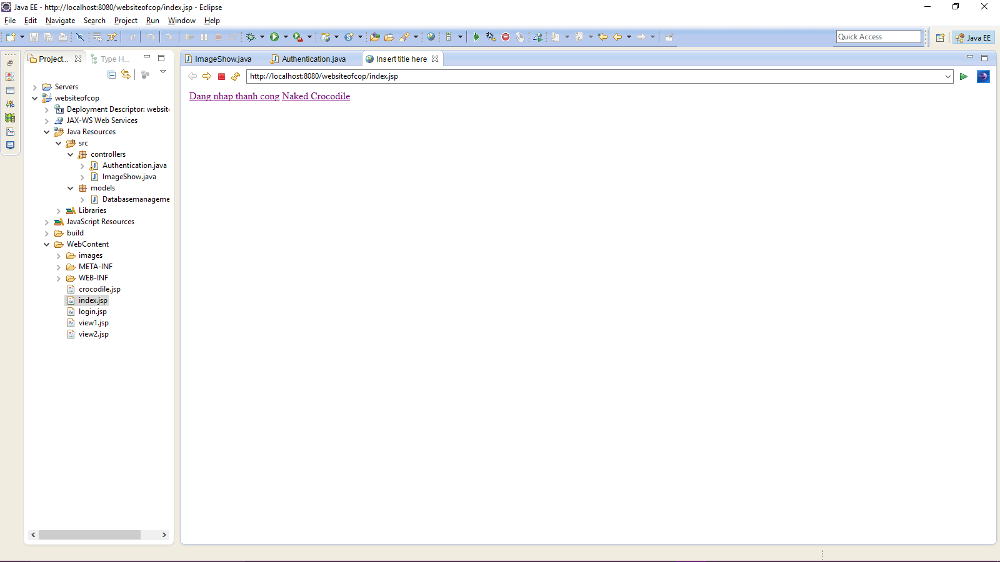 Java EE - http://localhost:8080/websiteofcop/index.jsp - Eclipse
File Edit Navigate Search Project Run Window Help
Quick Access
Java EE
Project...
Type H...
ImageShow.java
Authentication.java
Insert title here
http://localhost:8080/websiteofcop/index.jsp
Dang nhap thanh cong Naked Crocodile
Servers
websiteofcop
3.0 Deployment Descriptor: websit
JAX-WS Web Services
Java Resources
src
controllers
Authentication.java
ImageShow.java
models
Databasemanageme
Libraries
JavaScript Resources
build
WebContent
images
META-INF
WEB-INF
crocodile.jsp
index.jsp
login.jsp
view1.jsp
view2.jsp